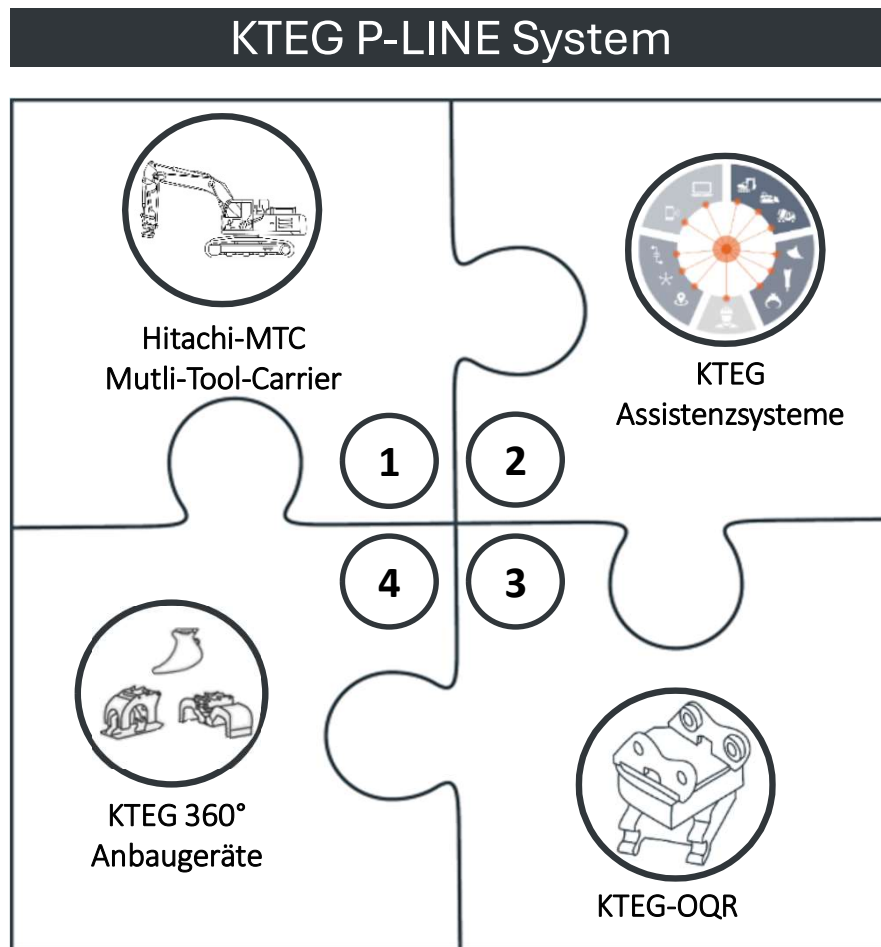 KTEG P-LINE System
Hitachi-MTC
Mutli-Tool-Carrier
KTEG
Assistenzsysteme
1
2
4
3
KTEG 360°
Anbaugeräte
KTEG-OQR